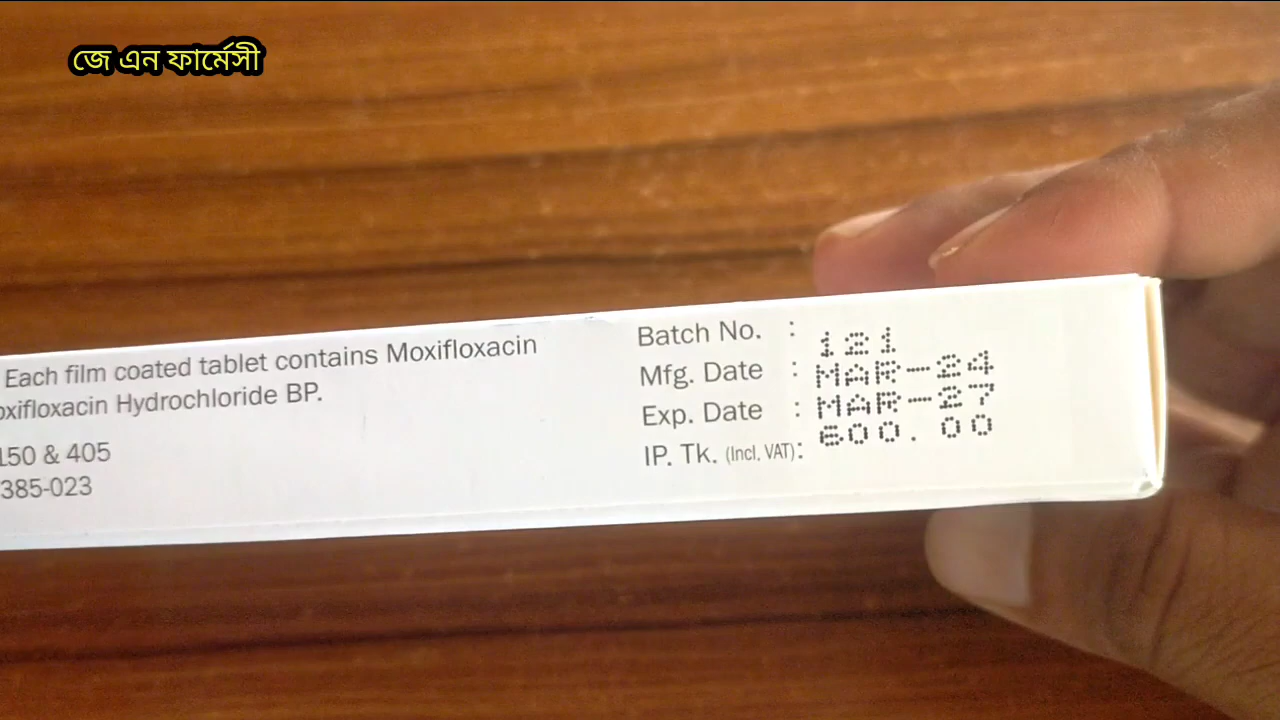 জে এন ফার্মেসী
Each film coated tablet contains Moxifloxacin
oxifloxacin Hydrochloride BP.
150 & 405
385-023
Batch No. : 121
Mfg. Date : MAR-24
Exp. Date : MAR-27
IP. Tk. (Incl. VAT): 600.00